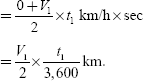 = (0 + V₁)/2 × t₁ km/h × sec
= V₁/2 × t₁/3,600 km.